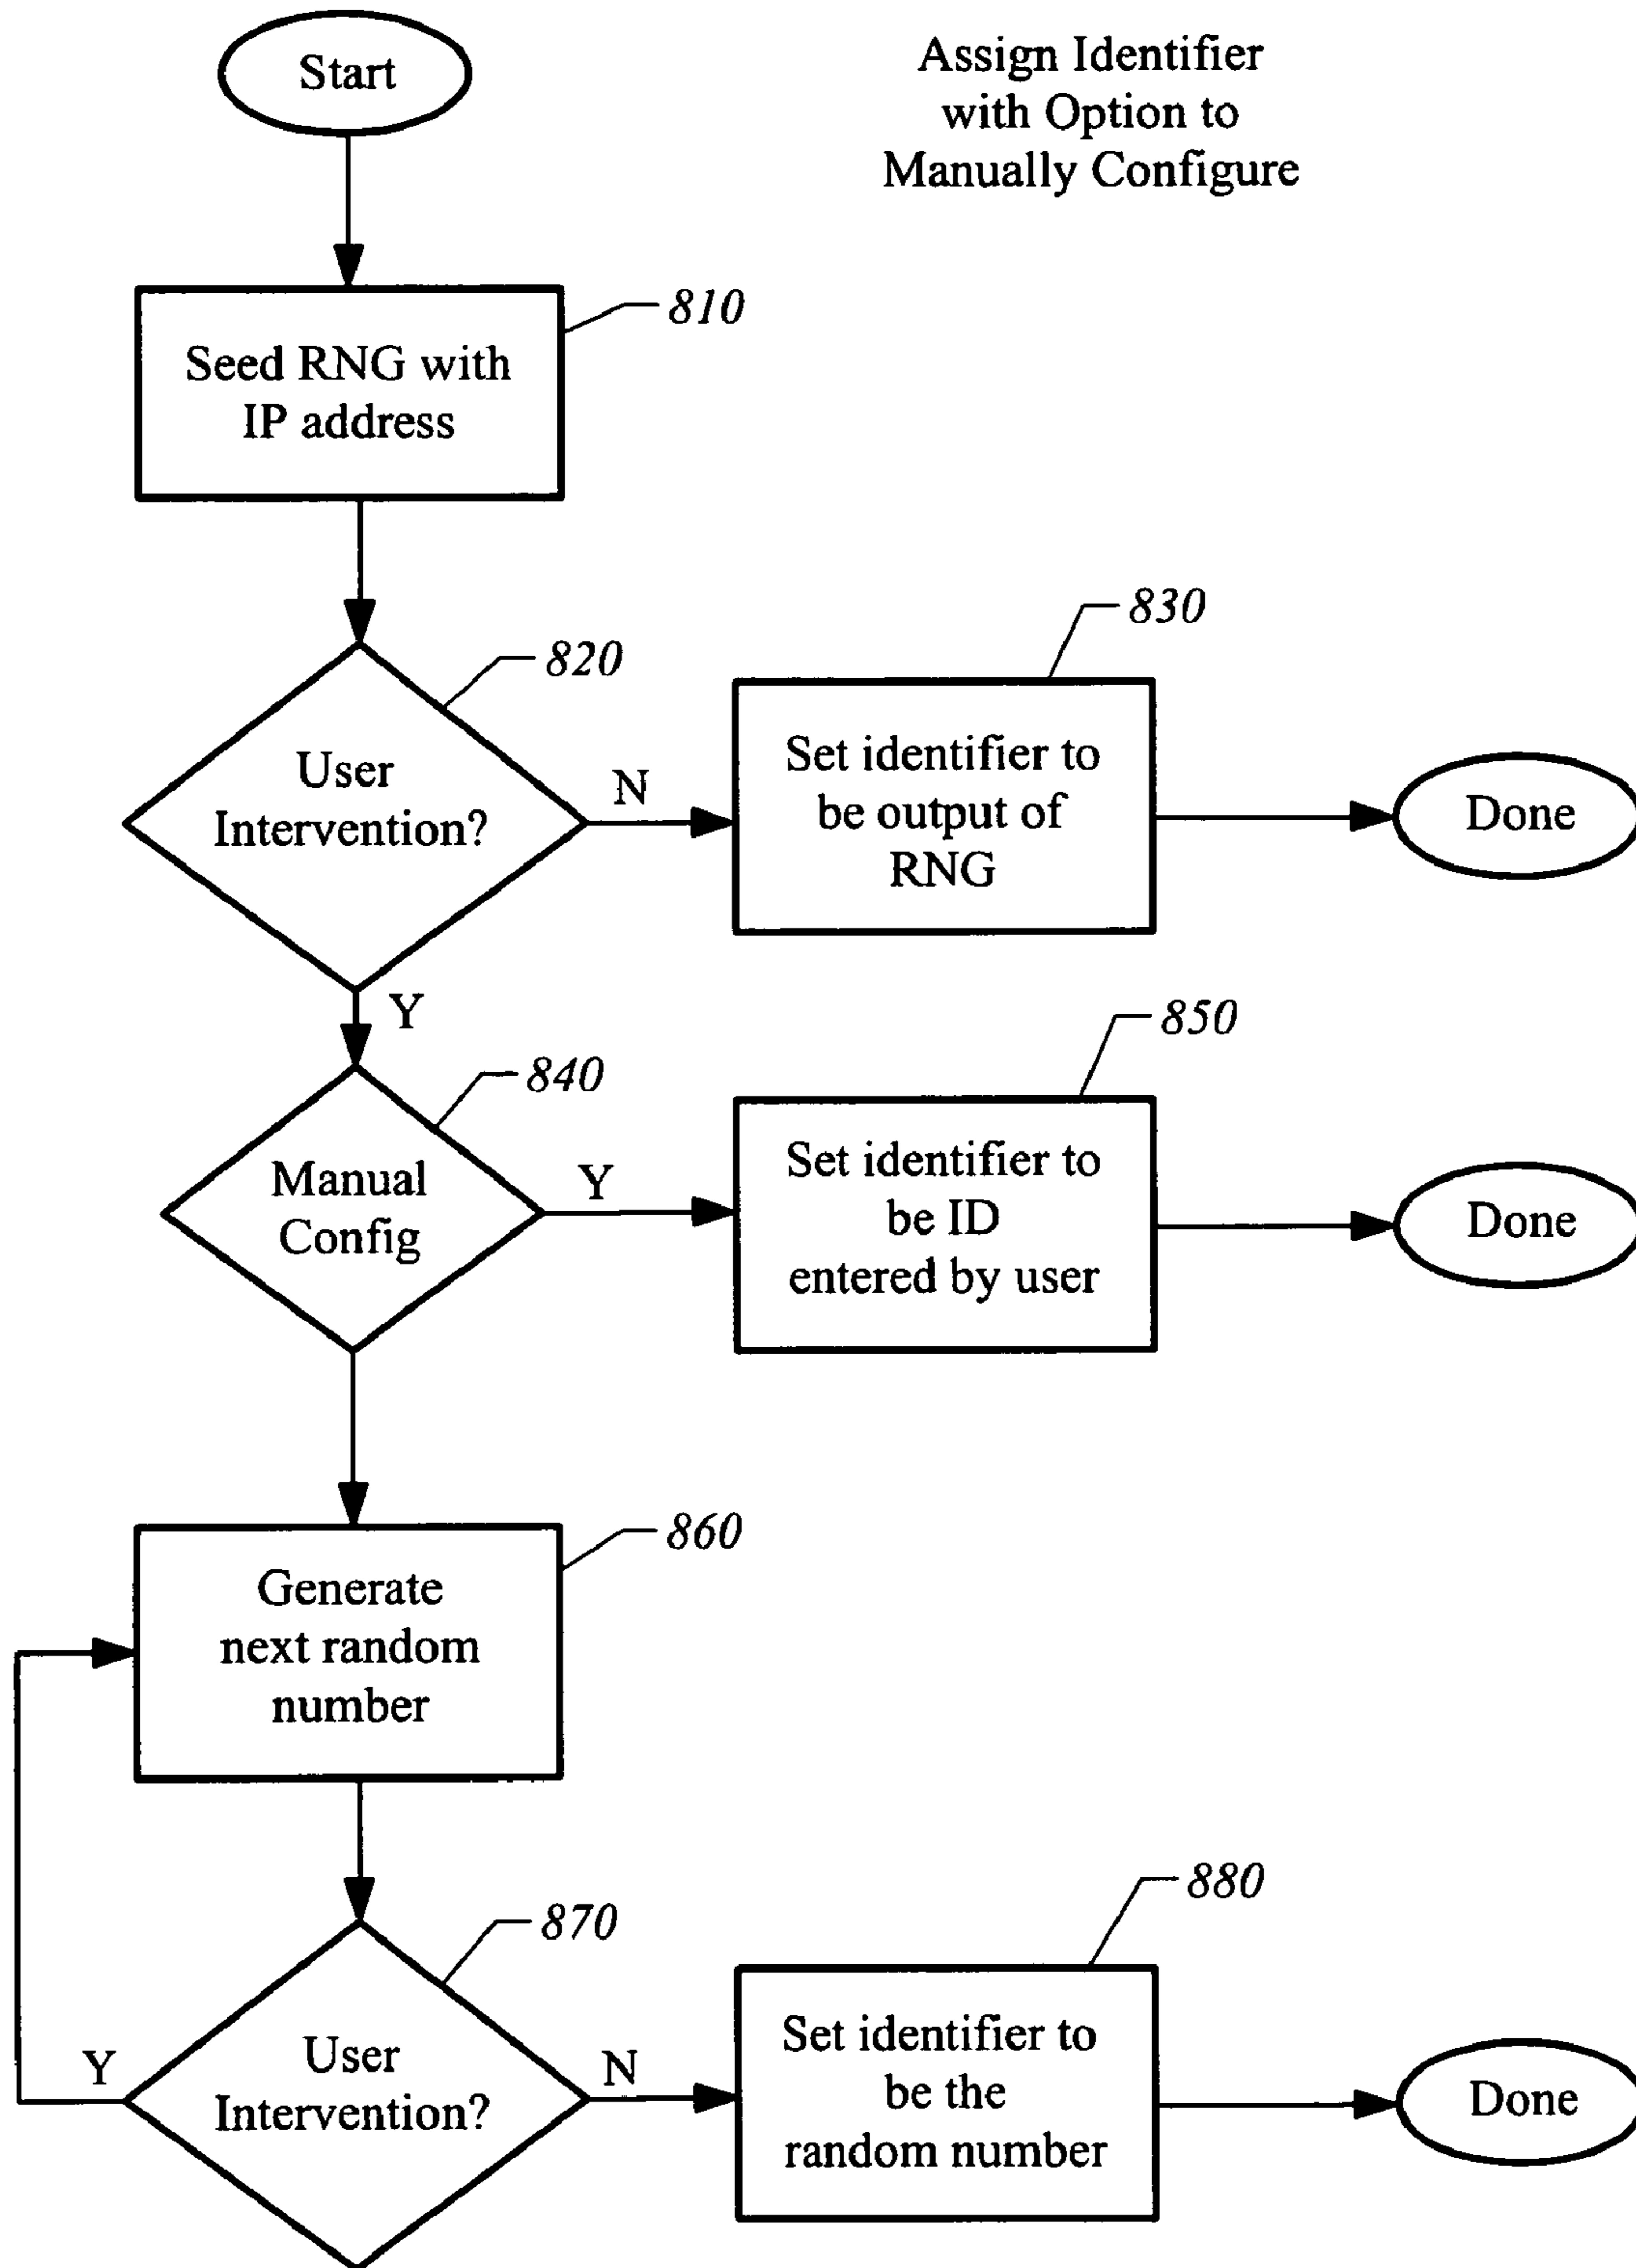 Start
Assign Identifier
with Option to
Manually Configure
810
Seed RNG with
IP address
820
User
Intervention?
N
Y
830
Set identifier to
be output of
RNG
Done
840
Manual
Config
Y
850
Set identifier to
be ID
entered by user
Done
860
Generate
next random
number
870
User
Intervention?
Y
N
880
Set identifier to
be the
random number
Done